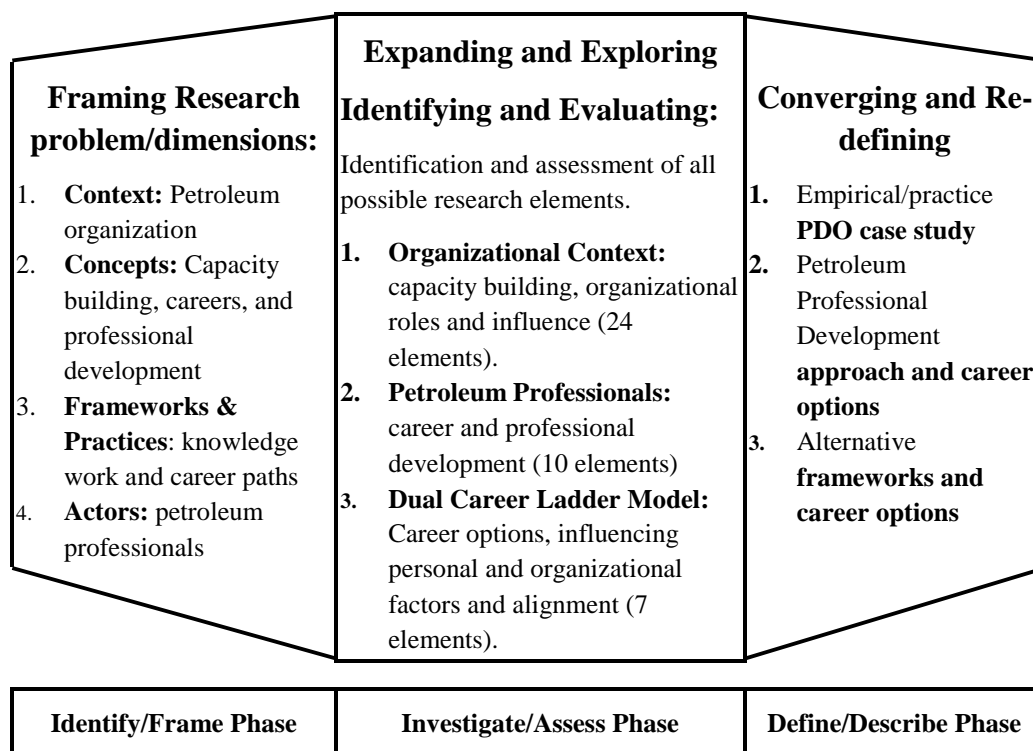 Framing Research
problem/dimensions:
1. Context: Petroleum
organization
2. Concepts: Capacity
building, careers, and
professional
development
3. Frameworks &
Practices: knowledge
work and career paths
4. Actors: petroleum
professionals
Expanding and Exploring
Identifying and Evaluating:
Identification and assessment of all
possible research elements.
1. Organizational Context:
capacity building, organizational
roles and influence (24
elements).
2. Petroleum Professionals:
career and professional
development (10 elements)
3. Dual Career Ladder Model:
Career options, influencing
personal and organizational
factors and alignment (7
elements).
Converging and Re-
defining
1. Empirical/practice
PDO case study
2. Petroleum
Professional
Development
approach and career
options
3. Alternative
frameworks and
career options
Identify/Frame Phase
Investigate/Assess Phase
Define/Describe Phase